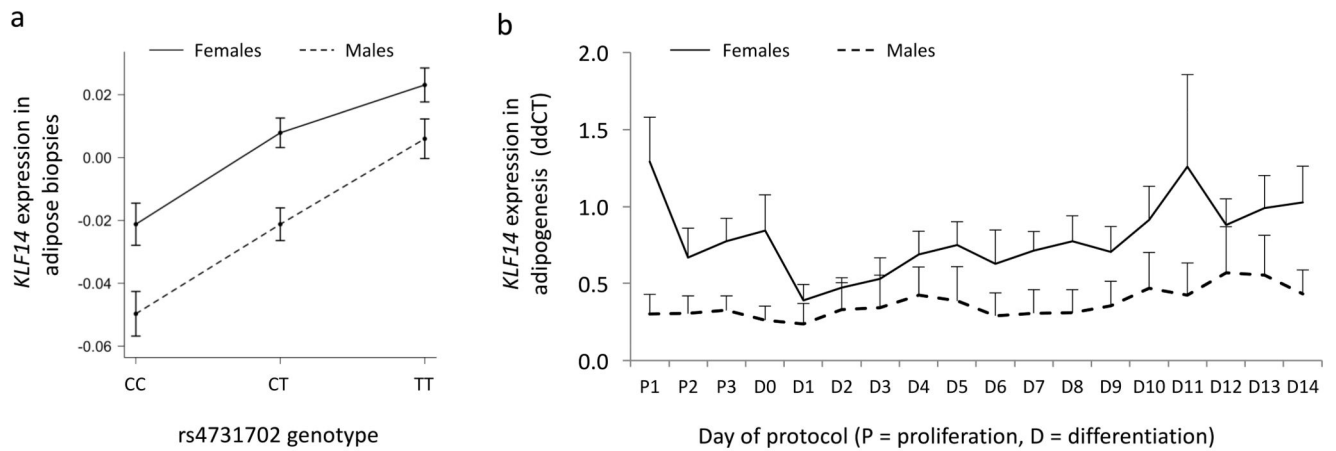 a
Females
Males
KLF14 expression in
adipose biopsies
0.02
0.00
-0.02
-0.04
-0.06
CC
CT
TT
rs4731702 genotype
b
Females
Males
KLF14 expression in
adipogenesis (ddCT)
2.0
1.5
1.0
0.5
0.0
P1 P2 P3 D0 D1 D2 D3 D4 D5 D6 D7 D8 D9 D10 D11 D12 D13 D14
Day of protocol (P = proliferation, D = differentiation)